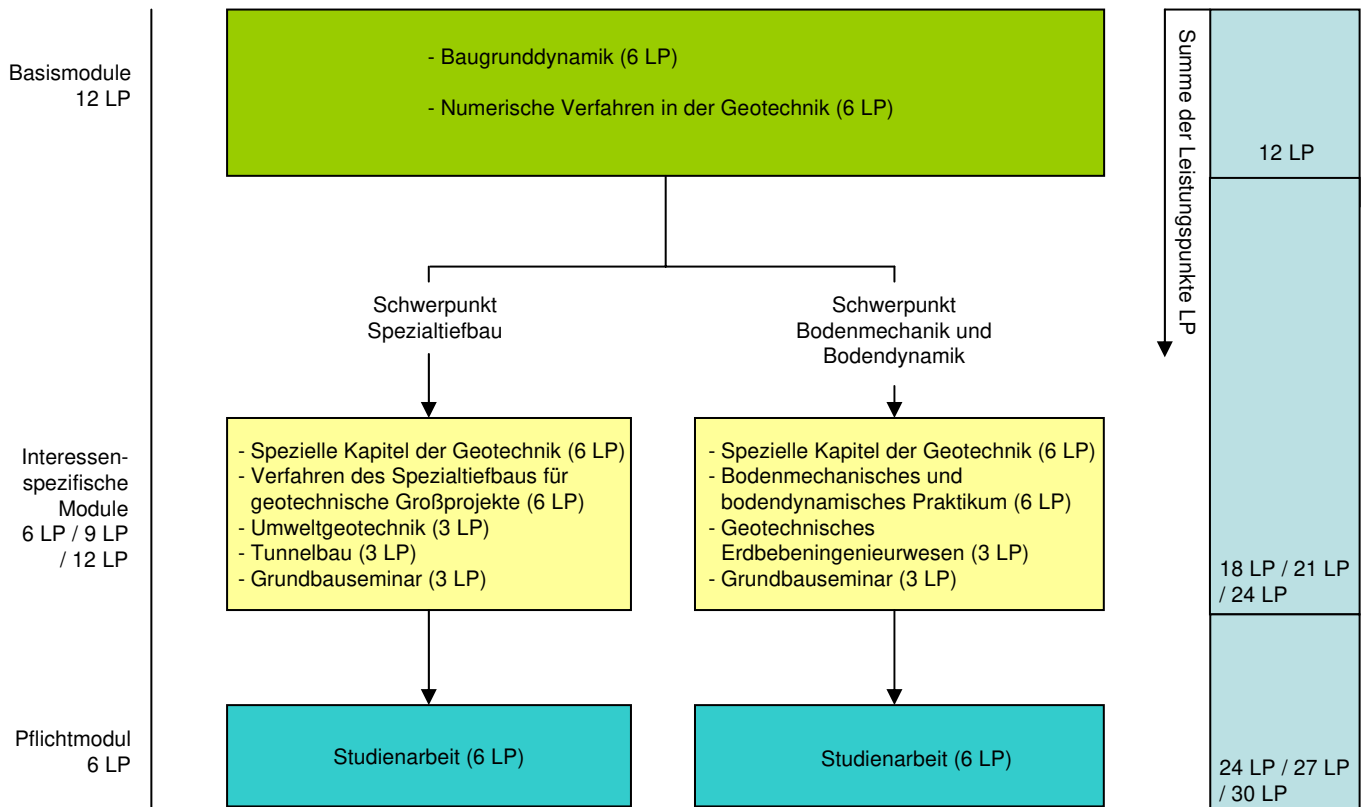 Basismodule
12 LP
- Baugrunddynamik (6 LP)
- Numerische Verfahren in der Geotechnik (6 LP)
Summe der Leistungspunkte LP
12 LP
Schwerpunkt
Spezialtiefbau
Schwerpunkt
Bodenmechanik und
Bodendynamik
Interessen-
spezifische
Module
6 LP / 9 LP
/ 12 LP
- Spezielle Kapitel der Geotechnik (6 LP)
- Verfahren des Spezialtiefbaus für
geotechnische Großprojekte (6 LP)
- Umweltgeotechnik (3 LP)
- Tunnelbau (3 LP)
- Grundbauseminar (3 LP)
- Spezielle Kapitel der Geotechnik (6 LP)
- Bodenmechanisches und
bodendynamisches Praktikum (6 LP)
- Geotechnisches
Erdbebeningenieurwesen (3 LP)
- Grundbauseminar (3 LP)
18 LP / 21 LP
/ 24 LP
Pflichtmodul
6 LP
Studienarbeit (6 LP)
Studienarbeit (6 LP)
24 LP / 27 LP
/ 30 LP